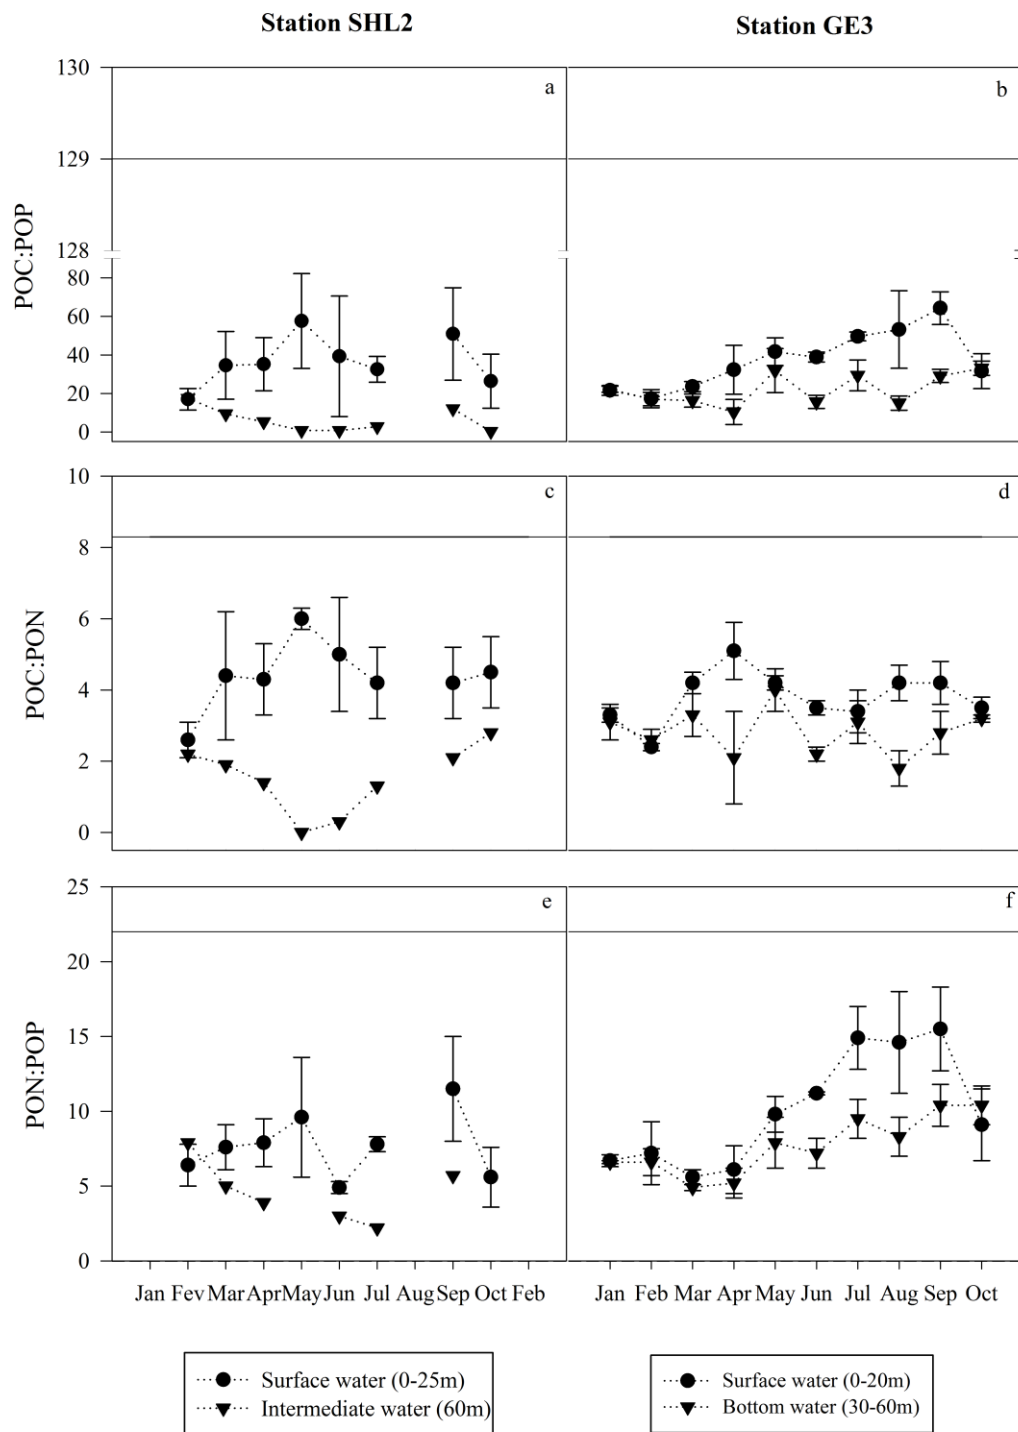 Station SHL2
Station GE3
130
a
b
129
POC:POP
128
80
60
40
20
0
10
c
d
8
POC:PON
6
4
2
0
25
e
f
20
PON:POP
15
10
5
0
Jan Fev Mar Apr May Jun Jul Aug Sep Oct Feb
Jan Feb Mar Apr May Jun Jul Aug Sep Oct
Surface water (0-25m)
Intermediate water (60m)
Surface water (0-20m)
Bottom water (30-60m)